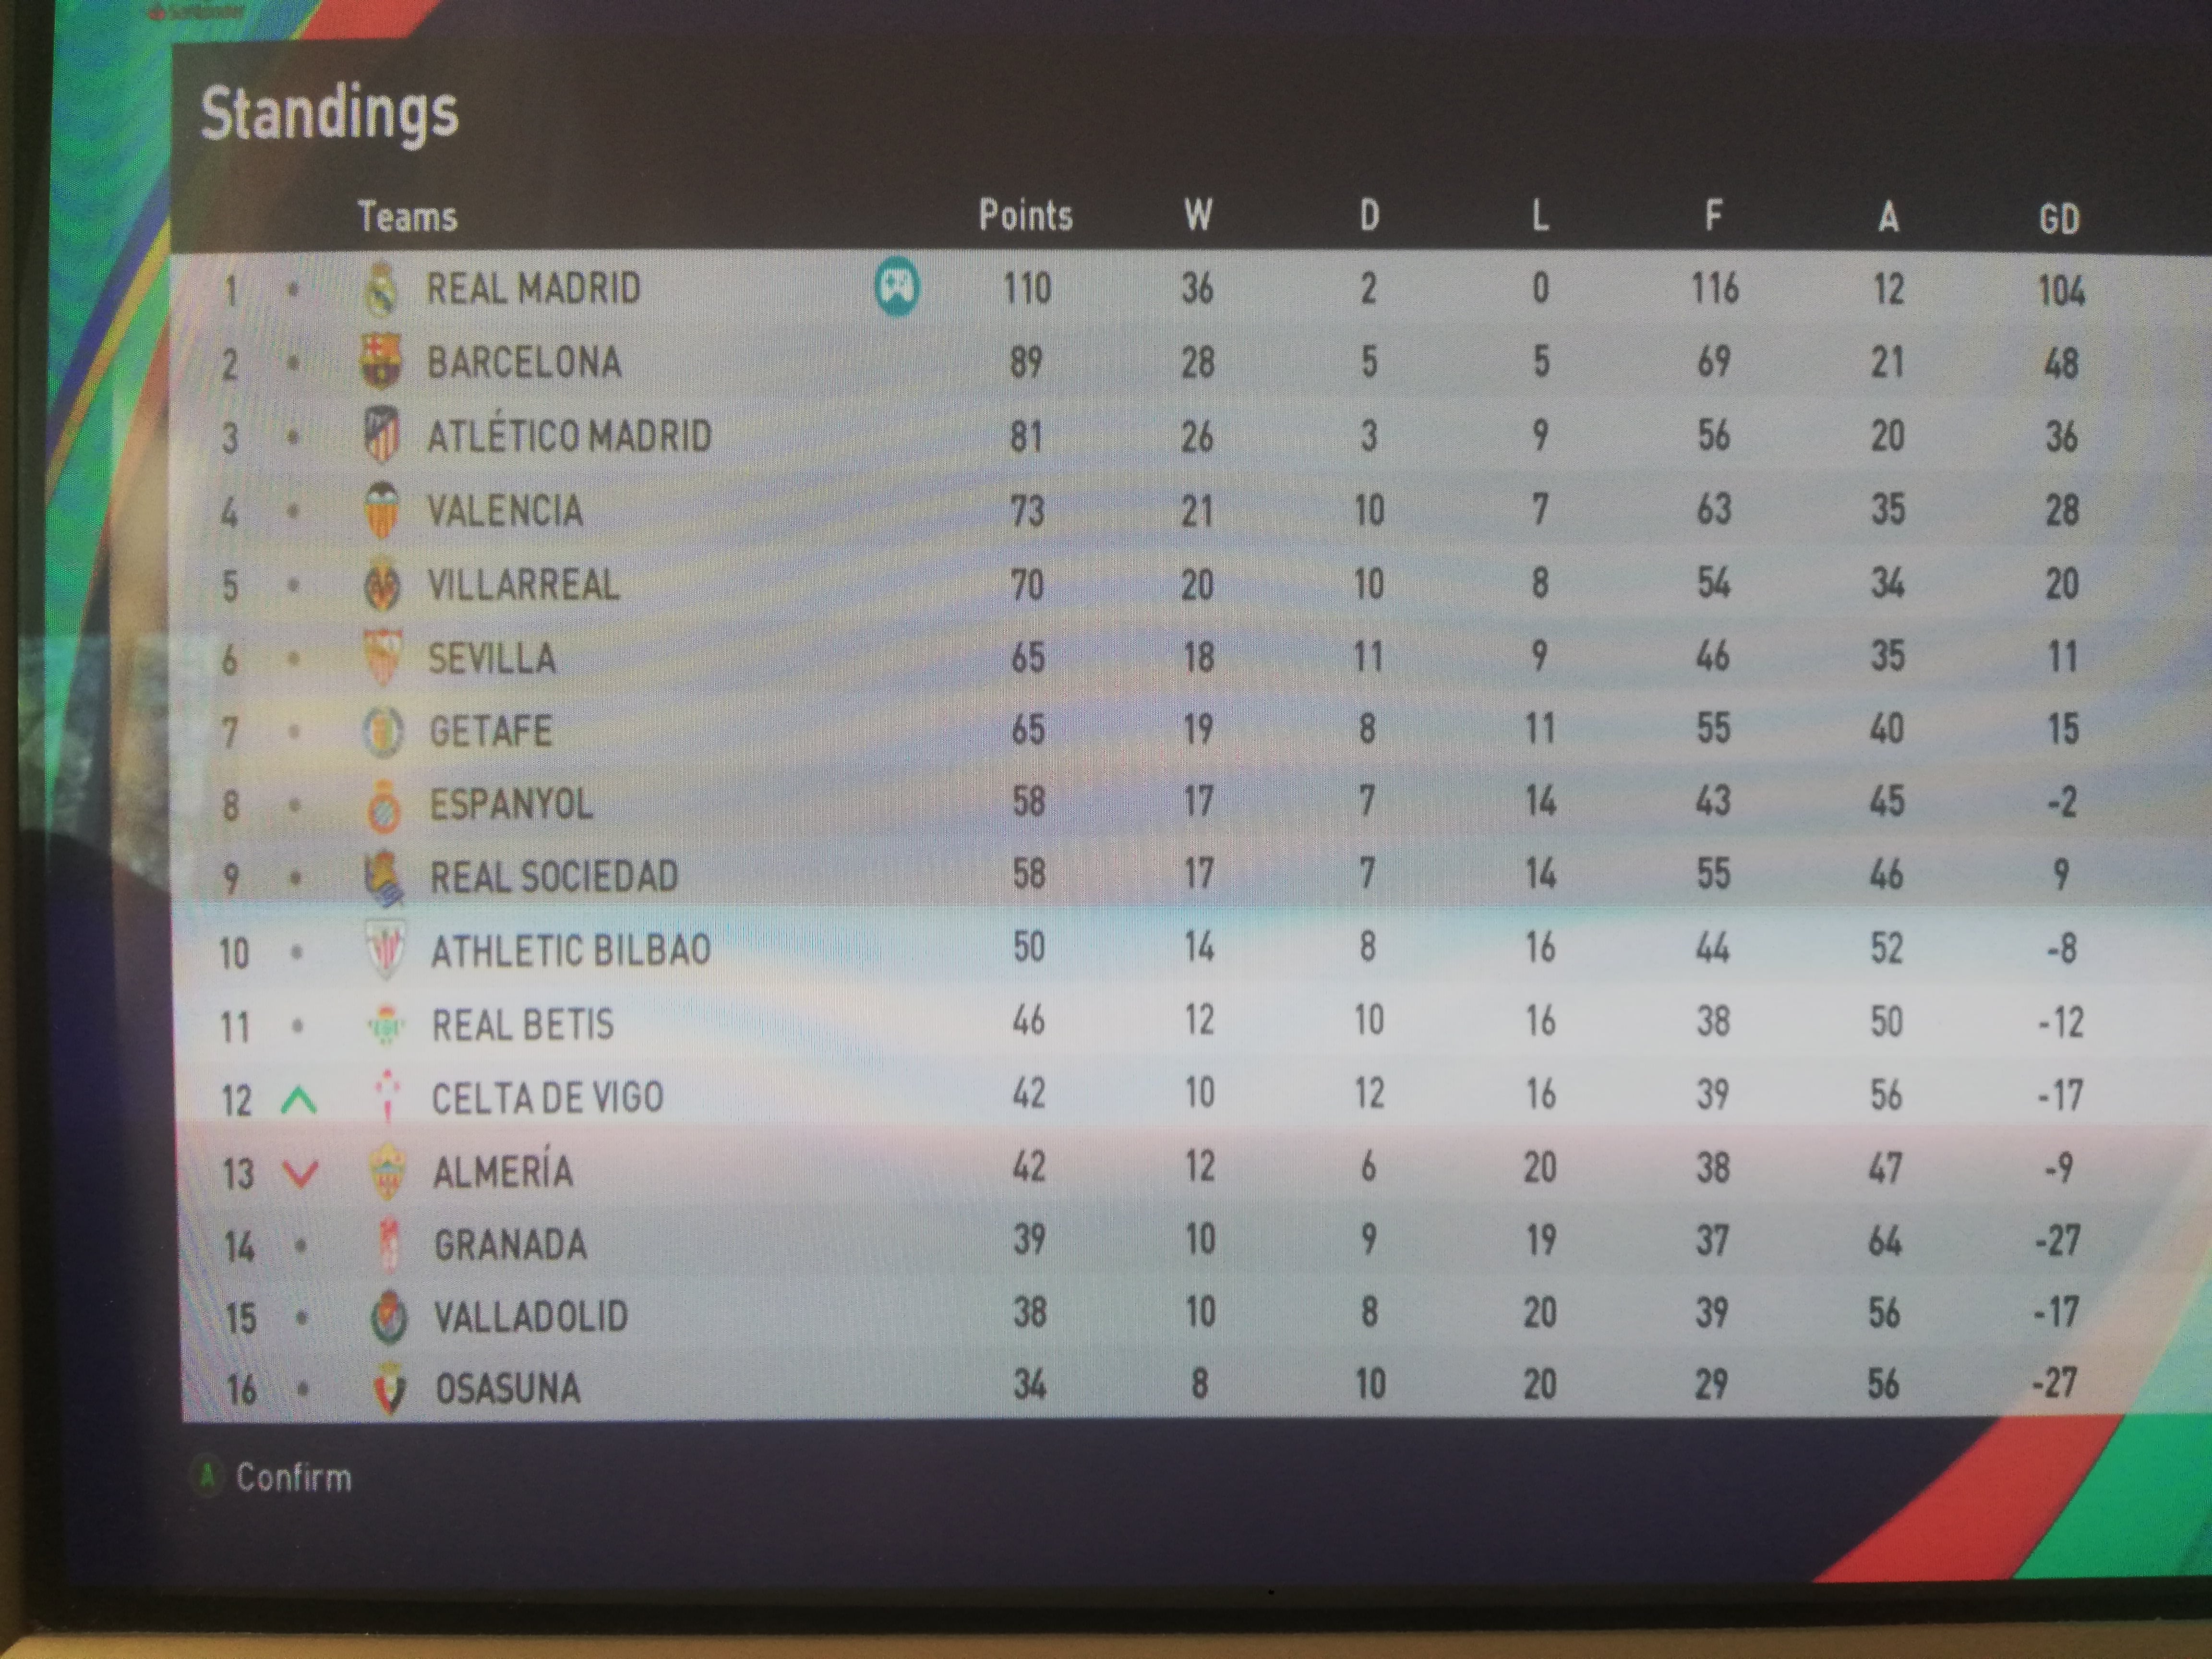 Santander
Standings
Teams Points W D L F A GD
1 REAL MADRID 110 36 2 0 116 12 104
2 BARCELONA 89 28 5 5 69 21 48
3 ATLÉTICO MADRID 81 26 3 9 56 20 36
4 VALENCIA 73 21 10 7 63 35 28
5 VILLARREAL 70 20 10 8 54 34 20
6 SEVILLA 65 18 11 9 46 35 11
7 GETAFE 65 19 8 11 55 40 15
8 ESPANYOL 58 17 7 14 43 45 -2
9 REAL SOCIEDAD 58 17 7 14 55 46 9
10 ATHLETIC BILBAO 50 14 8 16 44 52 -8
11 REAL BETIS 46 12 10 16 38 50 -12
12 CELTA DE VIGO 42 10 12 16 39 56 -17
13 ALMERÍA 42 12 6 20 38 47 -9
14 GRANADA 39 10 9 19 37 64 -27
15 VALLADOLID 38 10 8 20 39 56 -17
16 OSASUNA 34 8 10 20 29 56 -27
A Confirm